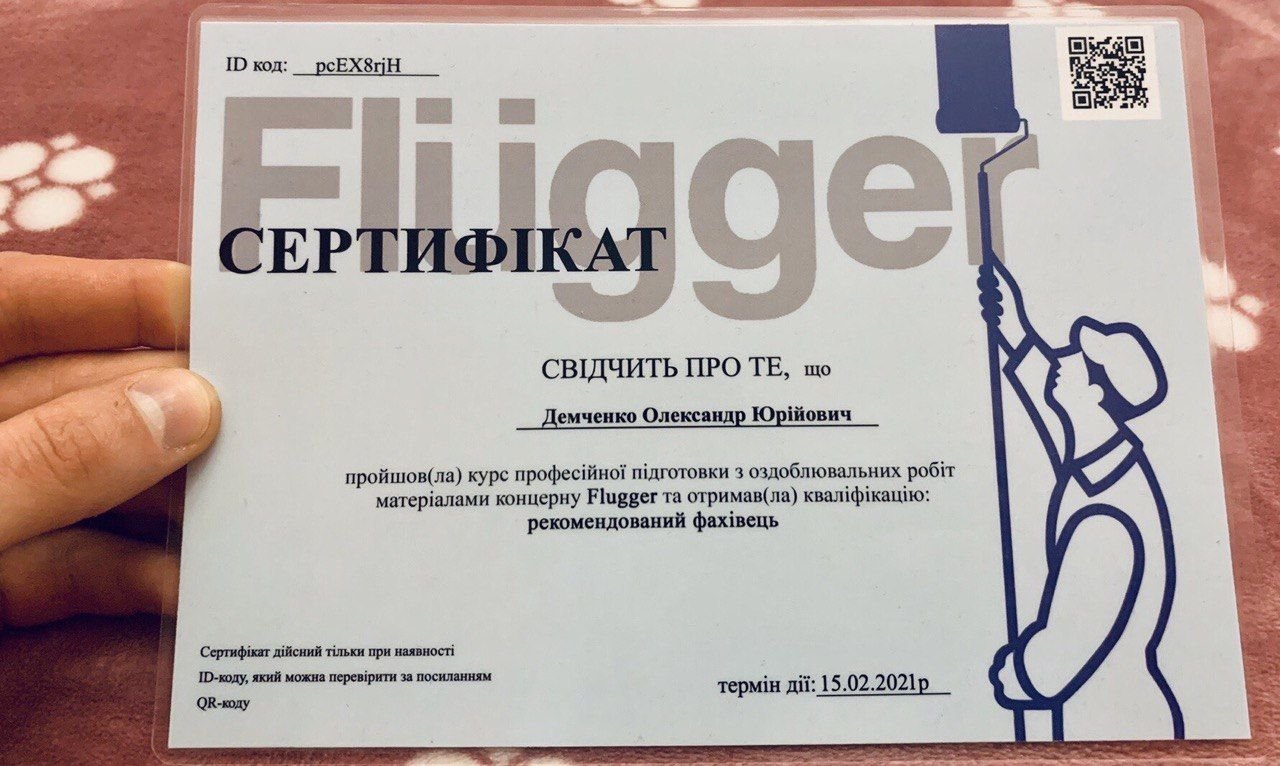 ID код: pcEX8rjH
Flügger
СЕРТИФІКАТ
СВІДЧИТЬ ПРО ТЕ, що
Демченко Олександр Юрійович
пройшов(ла) курс професійної підготовки з оздоблювальних робіт
матеріалами концерну Flugger та отримав(ла) кваліфікацію:
рекомендований фахівець
Сертифікат дійсний тільки при наявності
ID-коду, який можна перевірити за посиланням
QR-коду
термін дії: 15.02.2021р